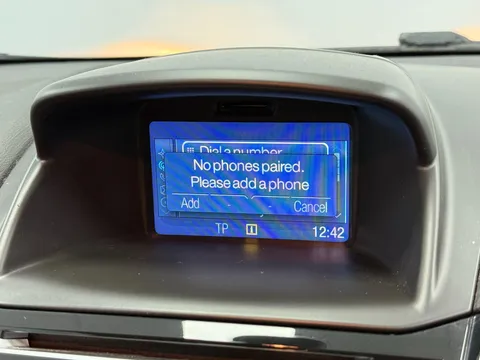 Dial a number
No phones paired.
Please add a phone
Add Cancel
TP 12:42